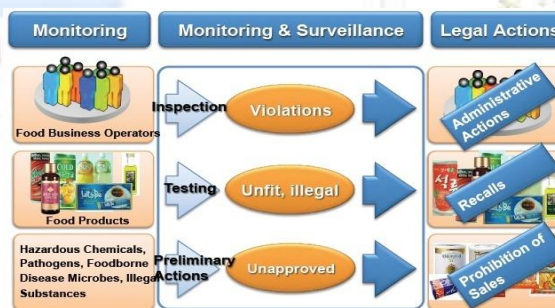 Monitoring
Monitoring & Surveillance
Legal Actions
Inspection
Violations
Administrative
Actions
Food Business Operators
Testing
Unfit, illegal
Recalls
Food Products
Hazardous Chemicals,
Pathogens, Foodborne
Disease Microbes, Illegal
Substances
Preliminary
Actions
Unapproved
Prohibition of
Sales